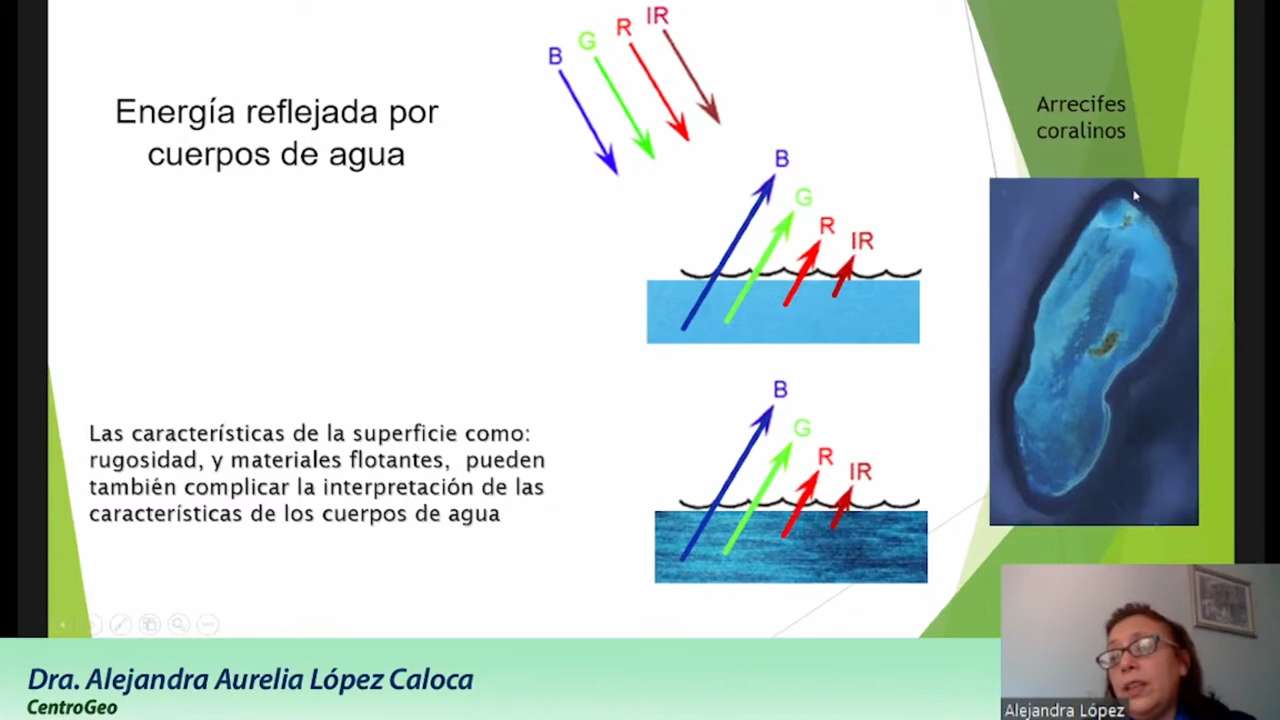 Energía reflejada por
cuerpos de agua
B
G
R
IR
B
G
R
IR
B
G
R
IR
Arrecifes
coralinos
Las características de la superficie como:
rugosidad, y materiales flotantes, pueden
también complicar la interpretación de las
características de los cuerpos de agua
Dra. Alejandra Aurelia López Caloca
CentroGeo
Alejandra López